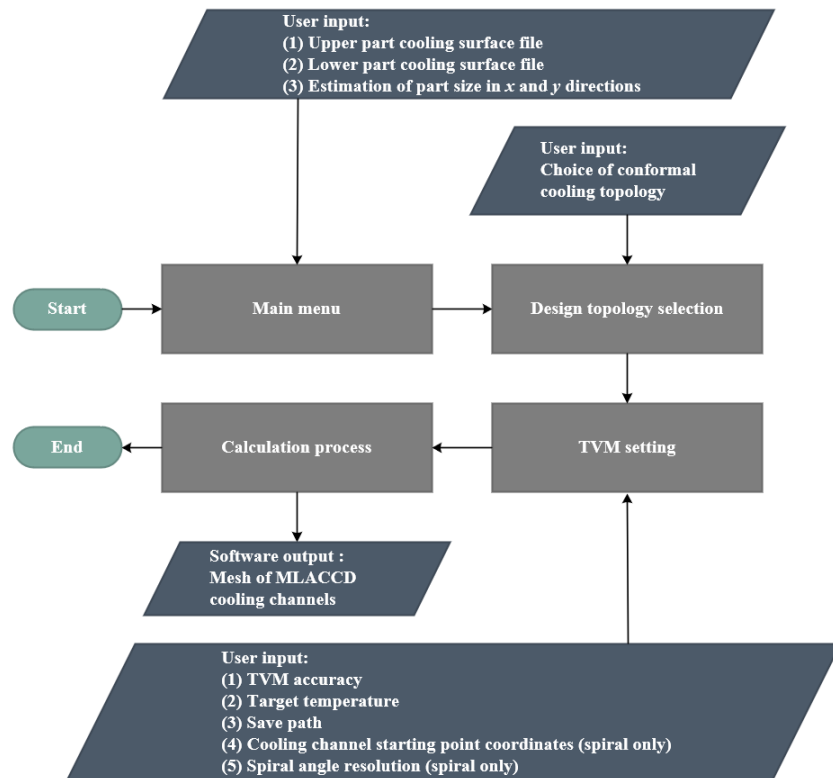 User input:
(1) Upper part cooling surface file
(2) Lower part cooling surface file
(3) Estimation of part size in x and y directions
User input:
Choice of conformal
cooling topology
Start
Main menu
Design topology selection
End
Calculation process
TVM setting
Software output :
Mesh of MLACCD
cooling channels
User input:
(1) TVM accuracy
(2) Target temperature
(3) Save path
(4) Cooling channel starting point coordinates (spiral only)
(5) Spiral angle resolution (spiral only)